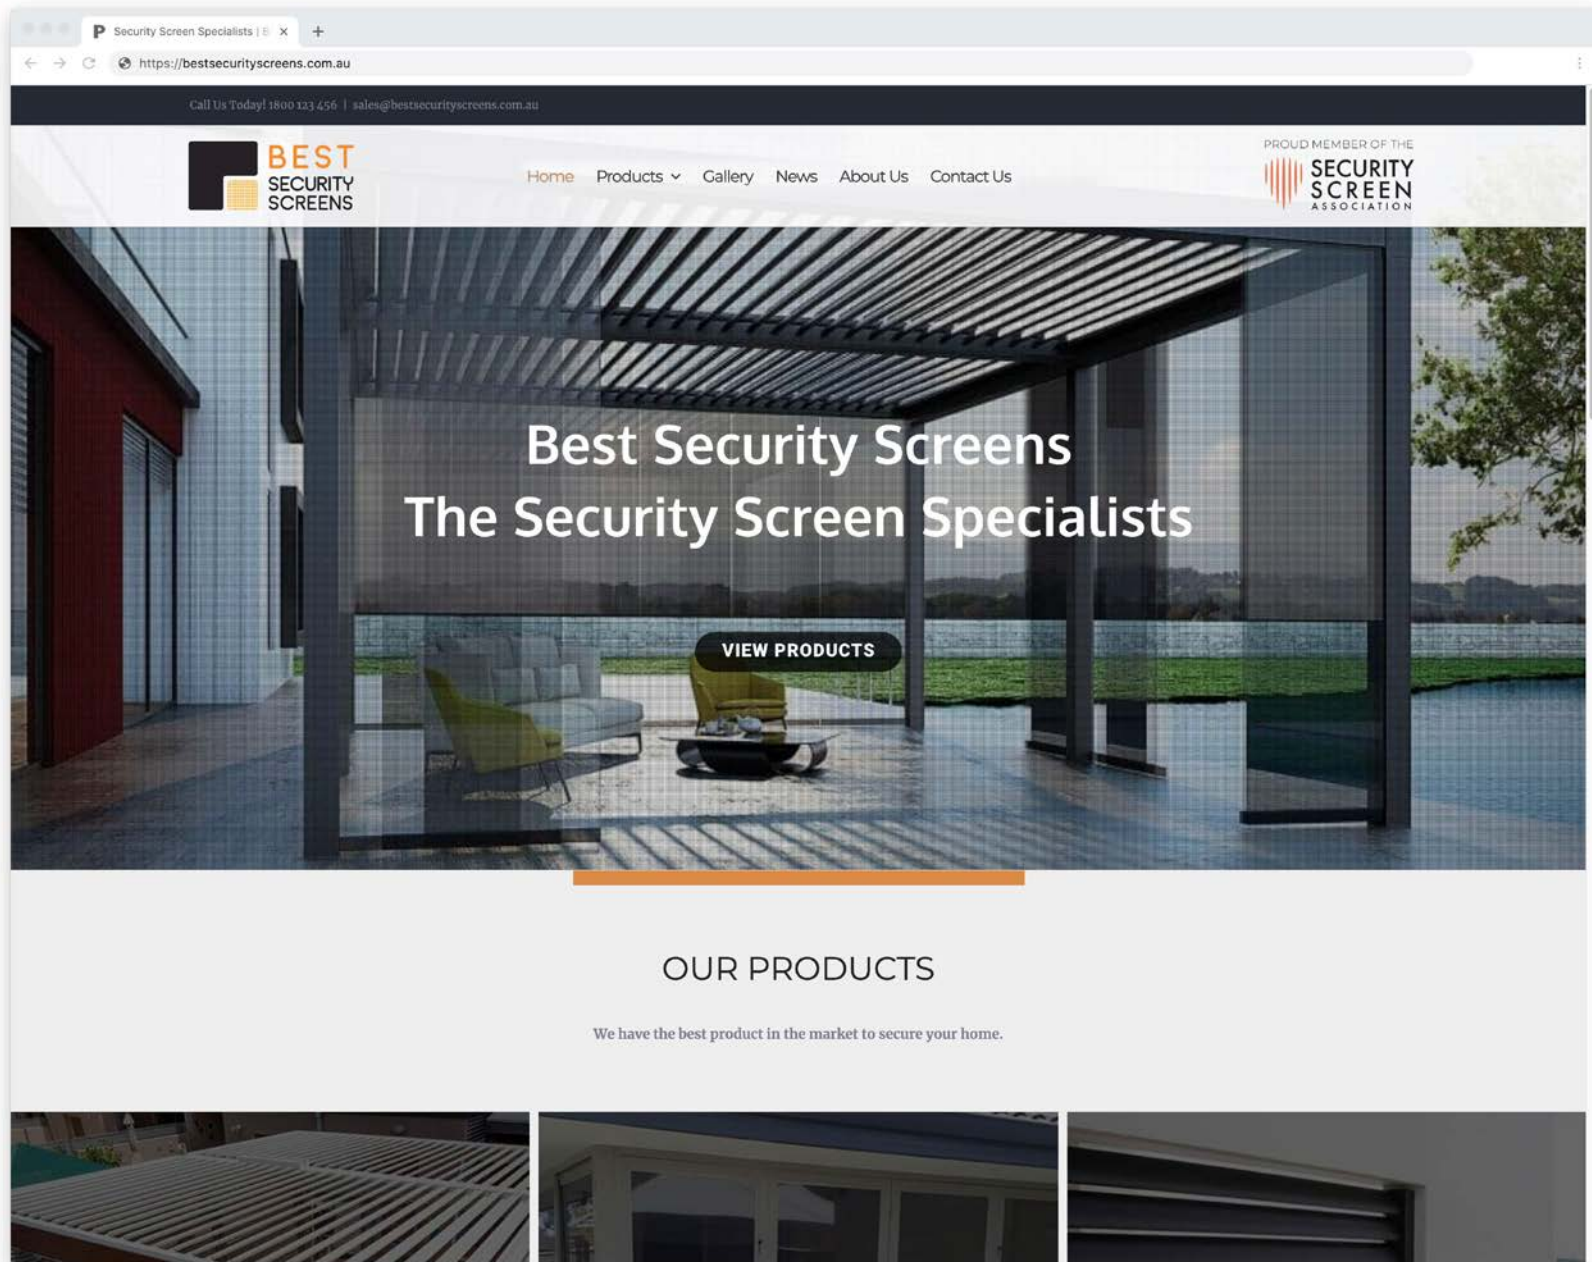 P Security Screen Specialists | B × +
https://bestsecurityscreens.com.au
Call Us Today! 1800 123 456 | sales@bestsecurityscreens.com.au
BEST
SECURITY
SCREENS
Home Products Gallery News About Us Contact Us
PROUD MEMBER OF THE
SECURITY
SCREEN
ASSOCIATION
Best Security Screens
The Security Screen Specialists
VIEW PRODUCTS
OUR PRODUCTS
We have the best product in the market to secure your home.